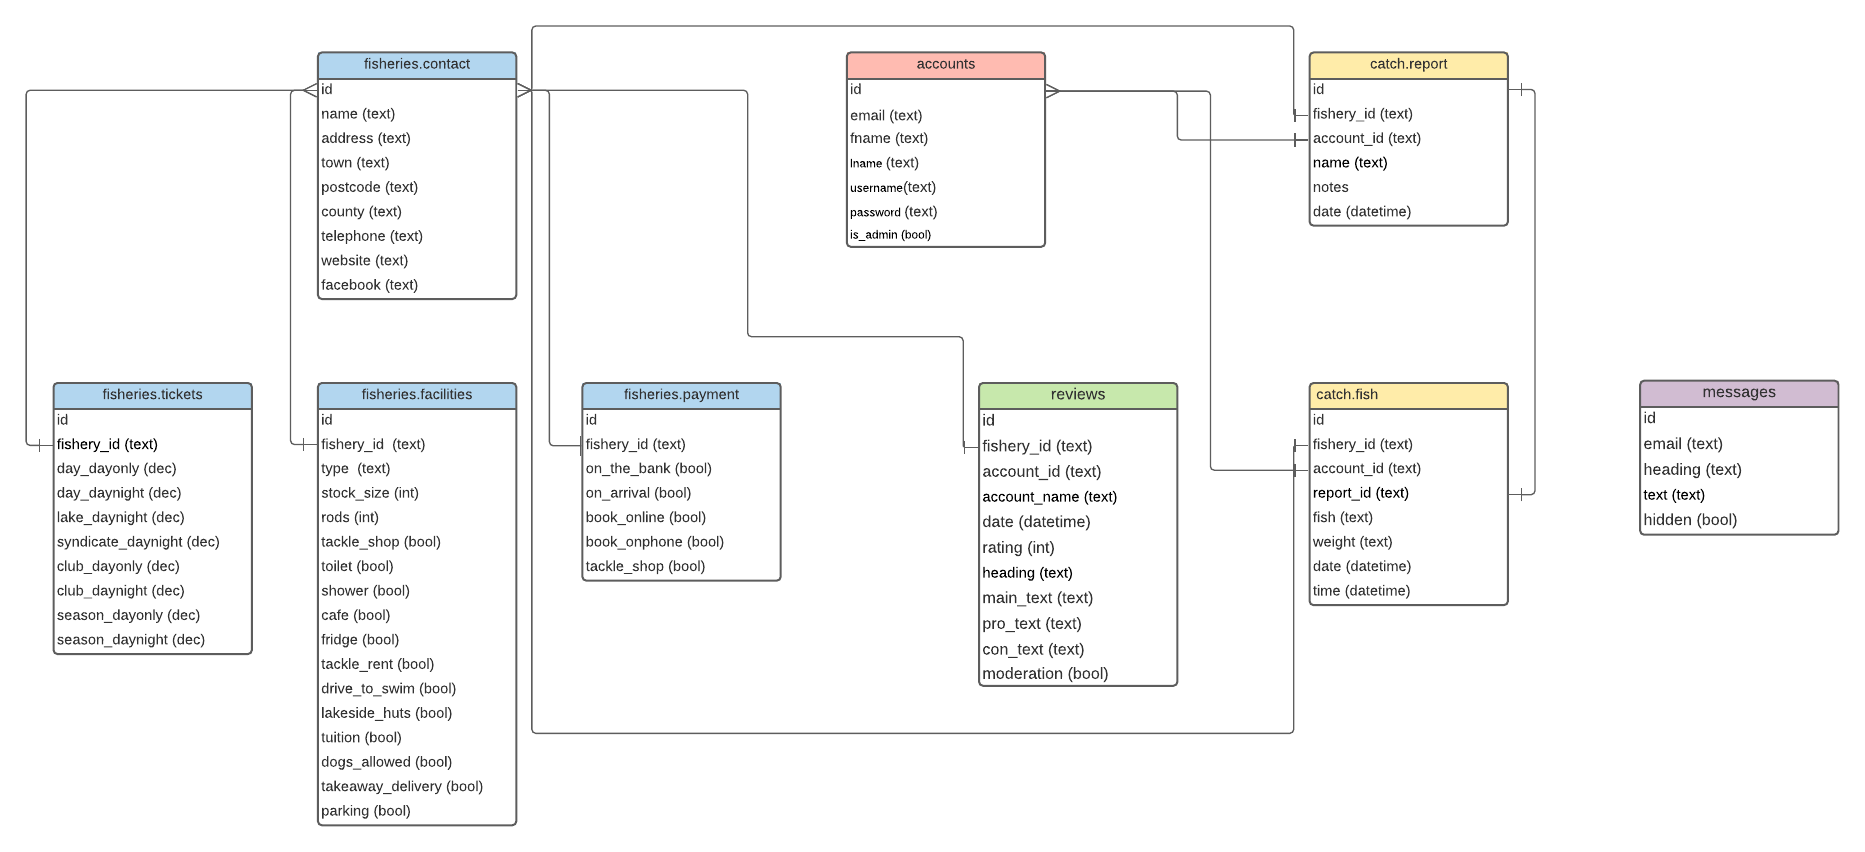 fisheries.contact
id
name (text)
address (text)
town (text)
postcode (text)
county (text)
telephone (text)
website (text)
facebook (text)
accounts
id
email (text)
fname (text)
lname (text)
username(text)
password (text)
is_admin (bool)
catch.report
id
fishery_id (text)
account_id (text)
name (text)
notes
date (datetime)
fisheries.tickets
id
fishery_id (text)
day_dayonly (dec)
day_daynight (dec)
lake_daynight (dec)
syndicate_daynight (dec)
club_dayonly (dec)
club_daynight (dec)
season_dayonly (dec)
season_daynight (dec)
fisheries.facilities
id
fishery_id (text)
type (text)
stock_size (int)
rods (int)
tackle_shop (bool)
toilet (bool)
shower (bool)
cafe (bool)
fridge (bool)
tackle_rent (bool)
drive_to_swim (bool)
lakeside_huts (bool)
tuition (bool)
dogs_allowed (bool)
takeaway_delivery (bool)
parking (bool)
fisheries.payment
id
fishery_id (text)
on_the_bank (bool)
on_arrival (bool)
book_online (bool)
book_onphone (bool)
tackle_shop (bool)
reviews
id
fishery_id (text)
account_id (text)
account_name (text)
date (datetime)
rating (int)
heading (text)
main_text (text)
pro_text (text)
con_text (text)
moderation (bool)
catch.fish
id
fishery_id (text)
account_id (text)
report_id (text)
fish (text)
weight (text)
date (datetime)
time (datetime)
messages
id
email (text)
heading (text)
text (text)
hidden (bool)